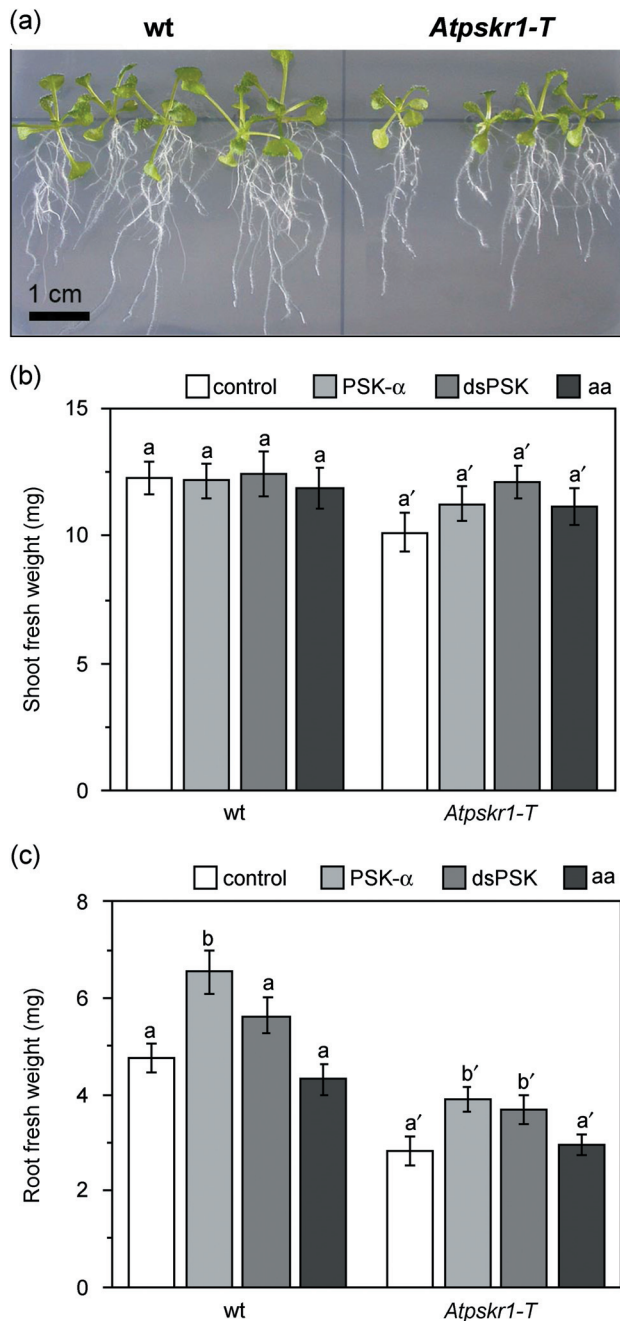 (a)
wt Atpskr1-T
1 cm
(b)
control PSK-α dsPSK aa
15
10
5
0
Shoot fresh weight (mg)
a a a a a′ a′ a′ a′
wt Atpskr1-T
(c)
control PSK-α dsPSK aa
8
6
4
2
0
Root fresh weight (mg)
a b a a a′ b′ b′ a′
wt Atpskr1-T